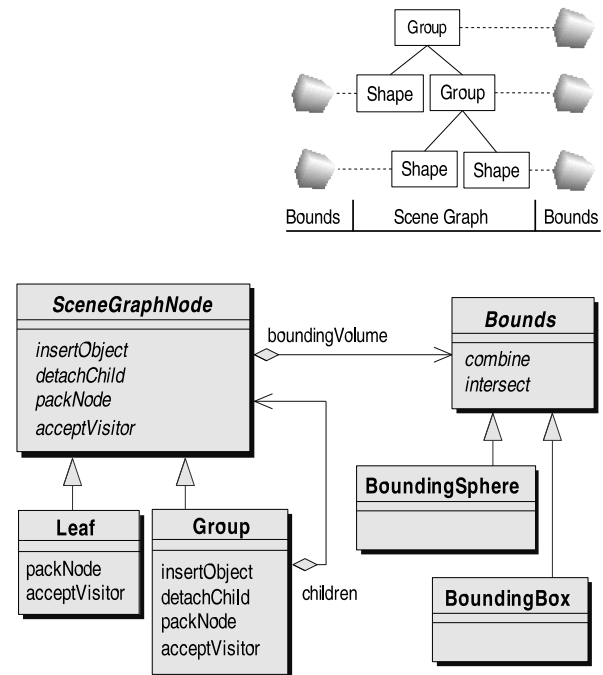 Group
Shape
Group
Shape
Shape
Bounds
Scene Graph
Bounds
SceneGraphNode
insertObject
detachChild
packNode
acceptVisitor
boundingVolume
Bounds
combine
intersect
BoundingSphere
Leaf
packNode
acceptVisitor
Group
insertObject
detachChild
packNode
acceptVisitor
children
BoundingBox